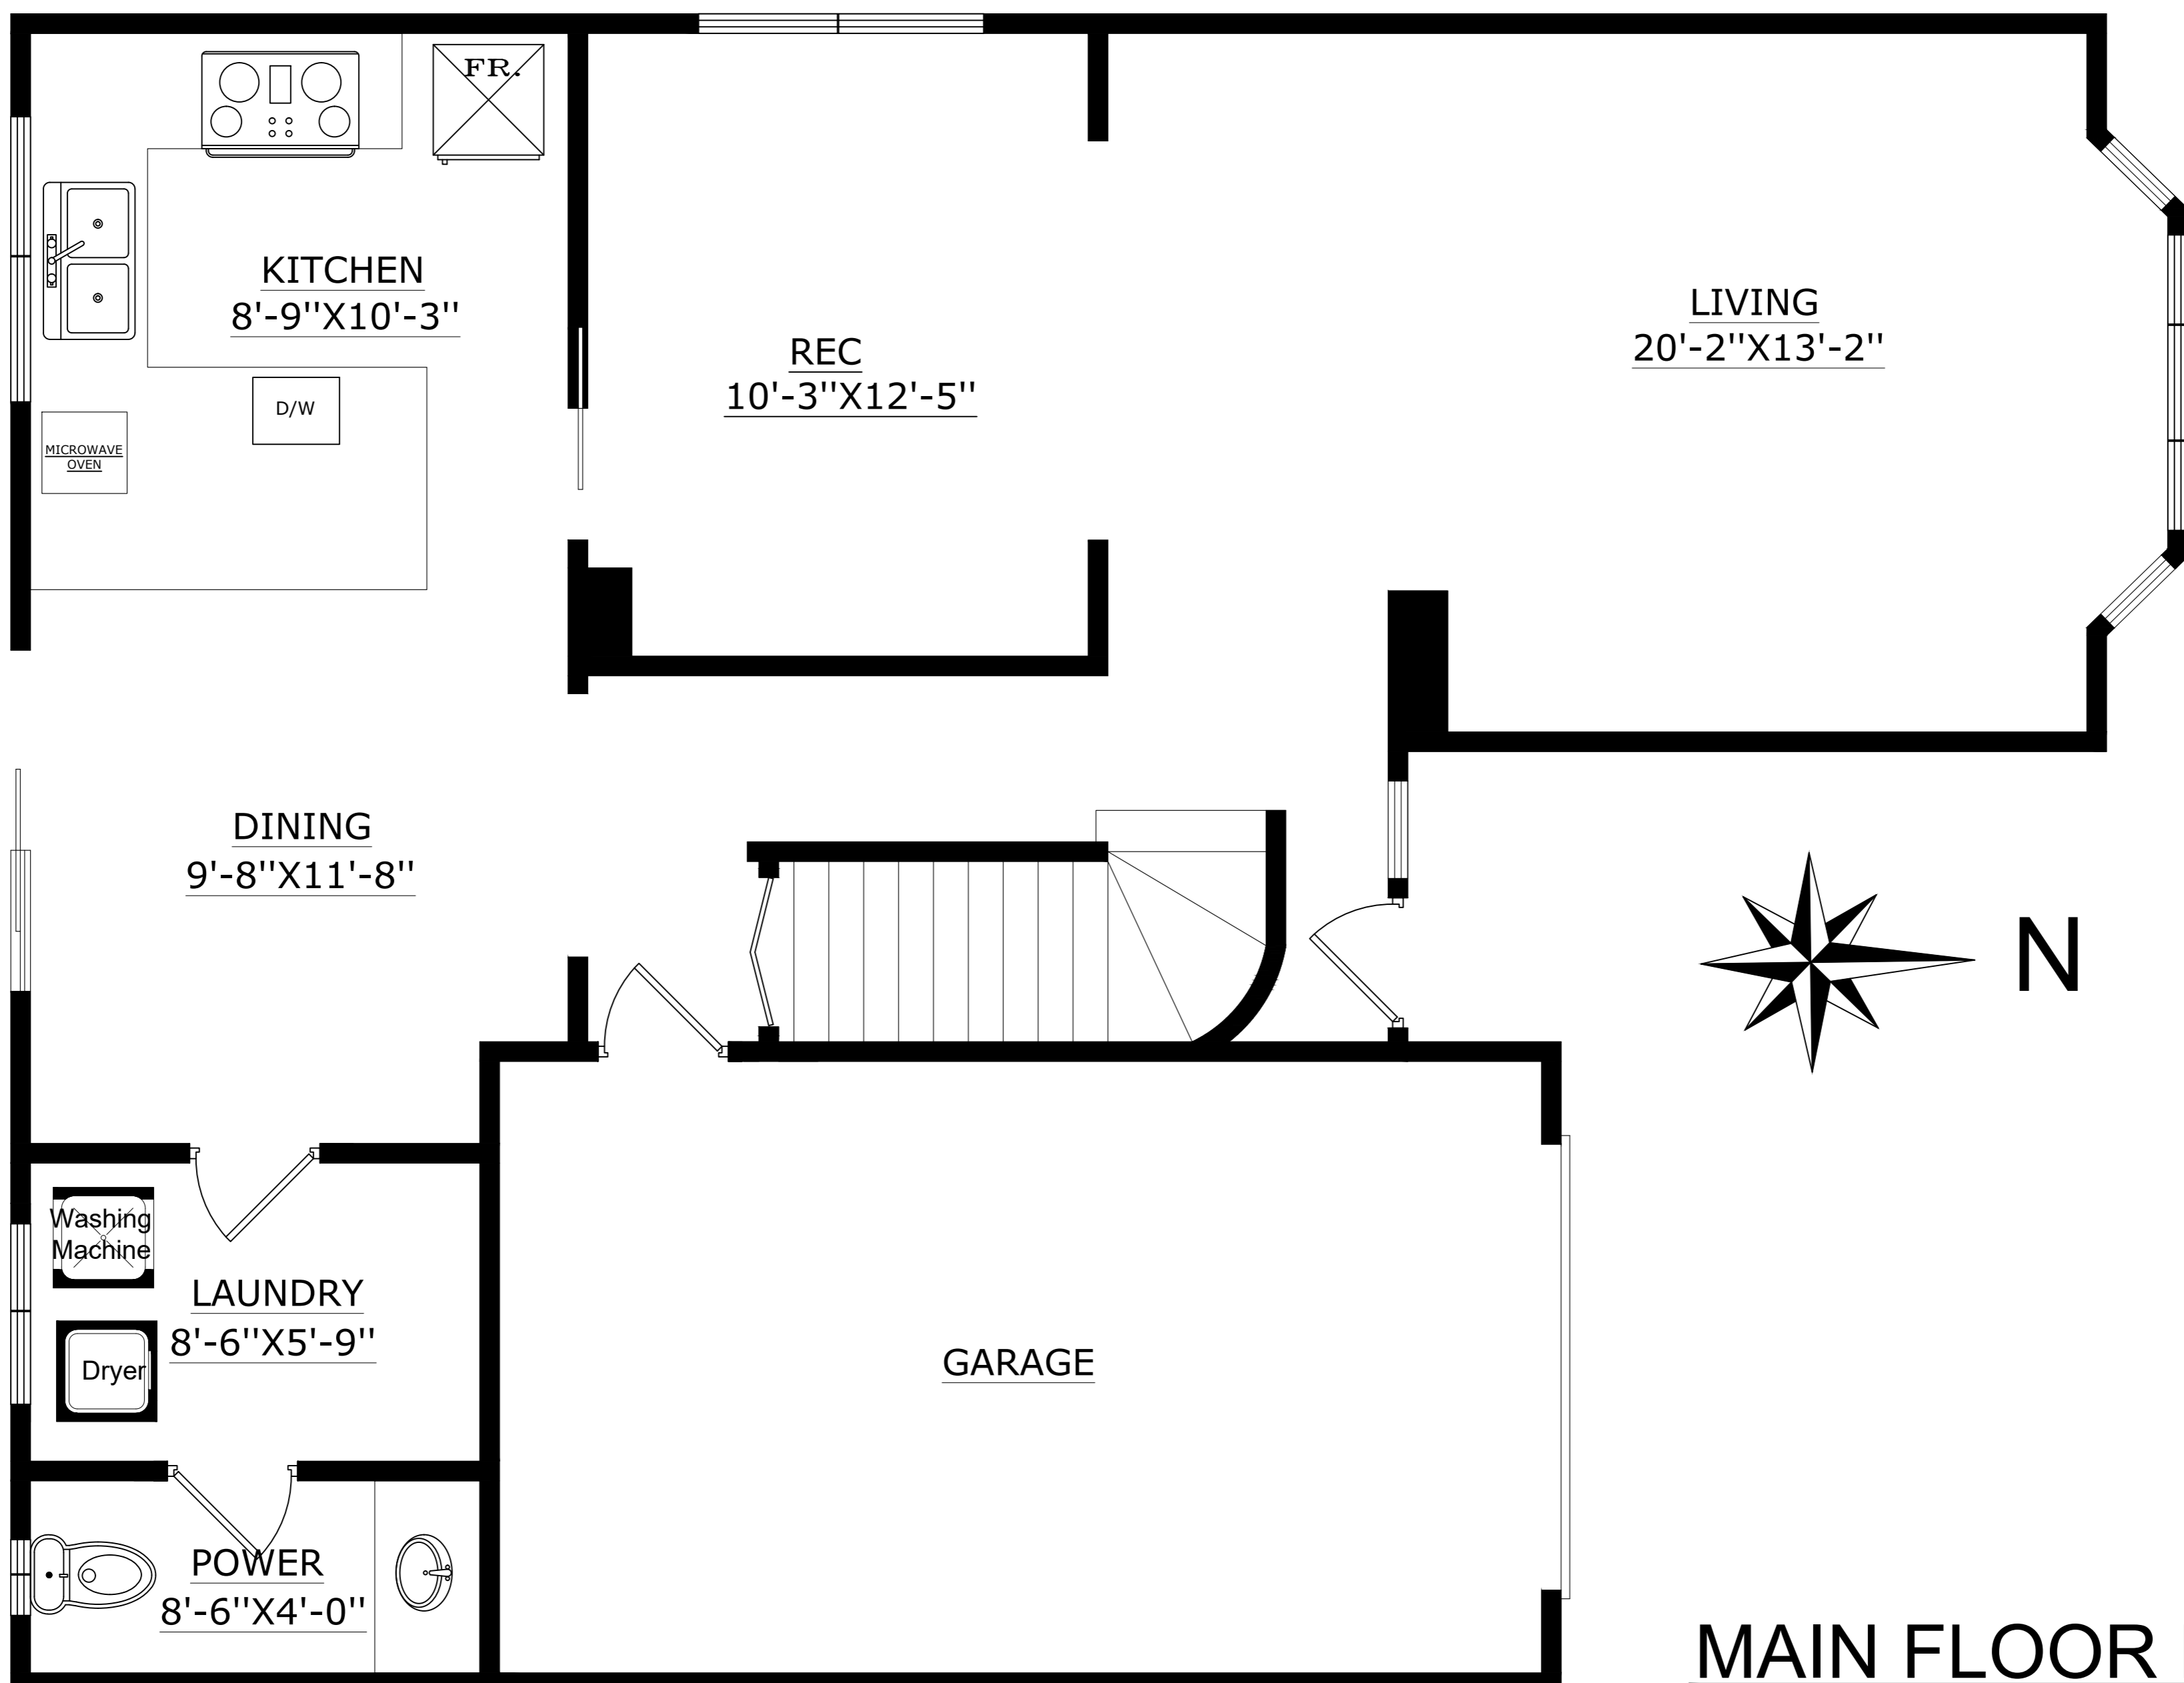 FR.
KITCHEN
8'-9''X10'-3''
D/W
MICROWAVE
OVEN
REC
10'-3''X12'-5''
LIVING
20'-2''X13'-2''
DINING
9'-8''X11'-8''
N
Washing
Machine
LAUNDRY
8'-6''X5'-9''
Dryer
GARAGE
POWER
8'-6''X4'-0''
MAIN FLOOR